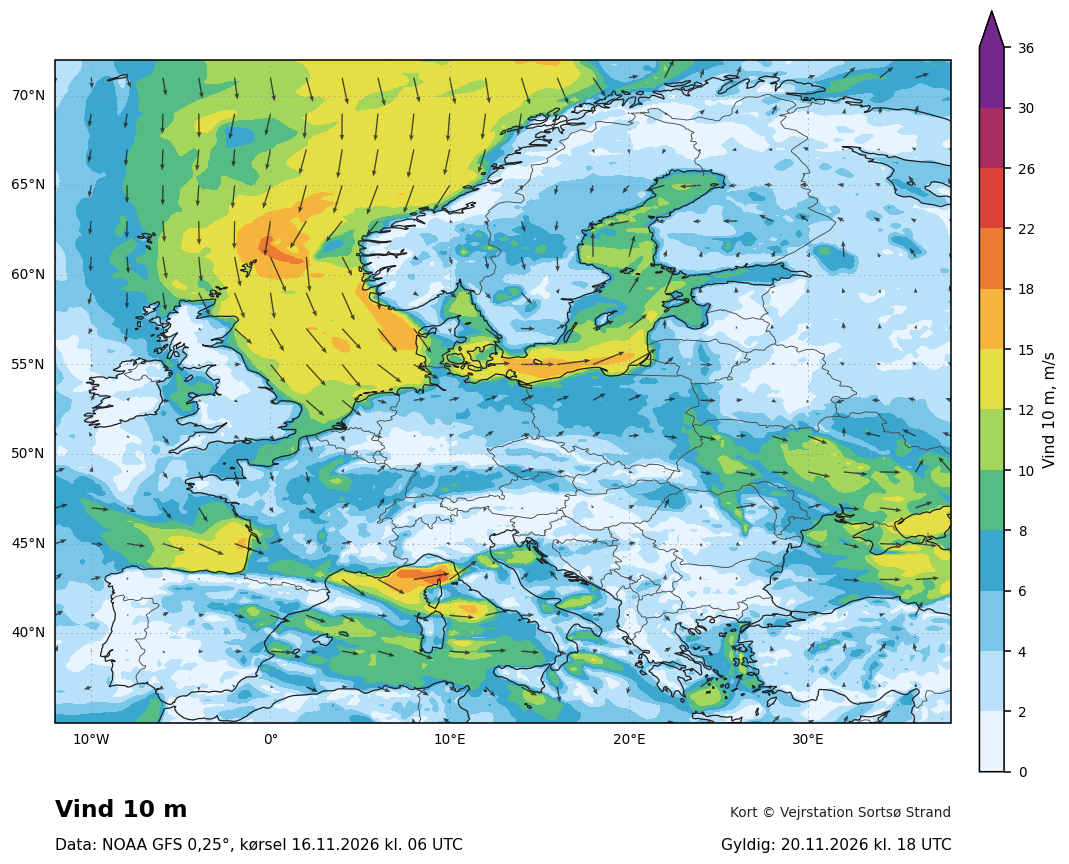 70°N
65°N
60°N
55°N
50°N
45°N
40°N
10°W
0°
10°E
20°E
30°E
36
30
26
22
18
15
12
10
8
6
4
2
0
Vind 10 m, m/s
Vind 10 m
Kort © Vejrstation Sortsø Strand
Data: NOAA GFS 0,25°, kørsel 16.11.2026 kl. 06 UTC
Gyldig: 20.11.2026 kl. 18 UTC